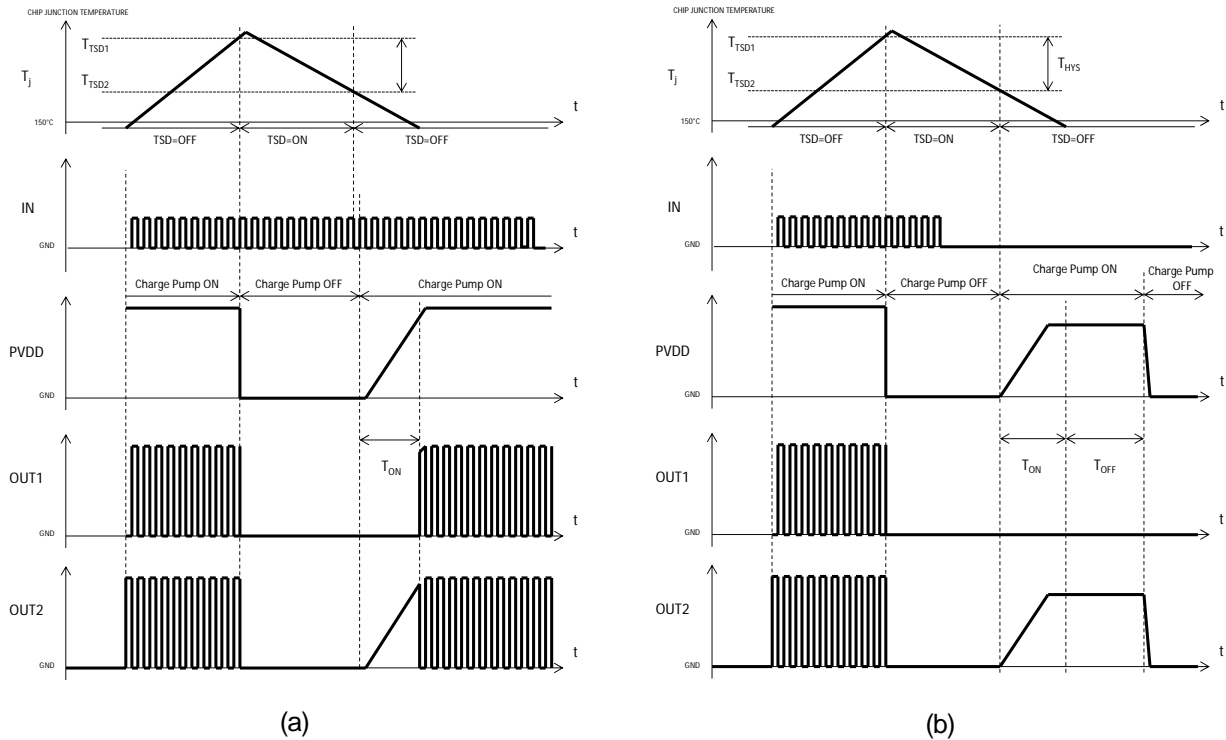 CHIP JUNCTION TEMPERATURE
TTSD1
Tj
TTSD2
t
150°C
TSD=OFF
TSD=ON
TSD=OFF
IN
GND
t
Charge Pump ON
Charge Pump OFF
Charge Pump ON
PVDD
GND
t
TON
OUT1
GND
t
OUT2
GND
t
(a)
CHIP JUNCTION TEMPERATURE
TTSD1
THYS
Tj
TTSD2
t
150°C
TSD=OFF
TSD=ON
TSD=OFF
IN
GND
t
Charge Pump ON
Charge Pump OFF
Charge Pump ON
Charge Pump
OFF
PVDD
GND
t
TON
TOFF
OUT1
GND
t
OUT2
GND
t
(b)